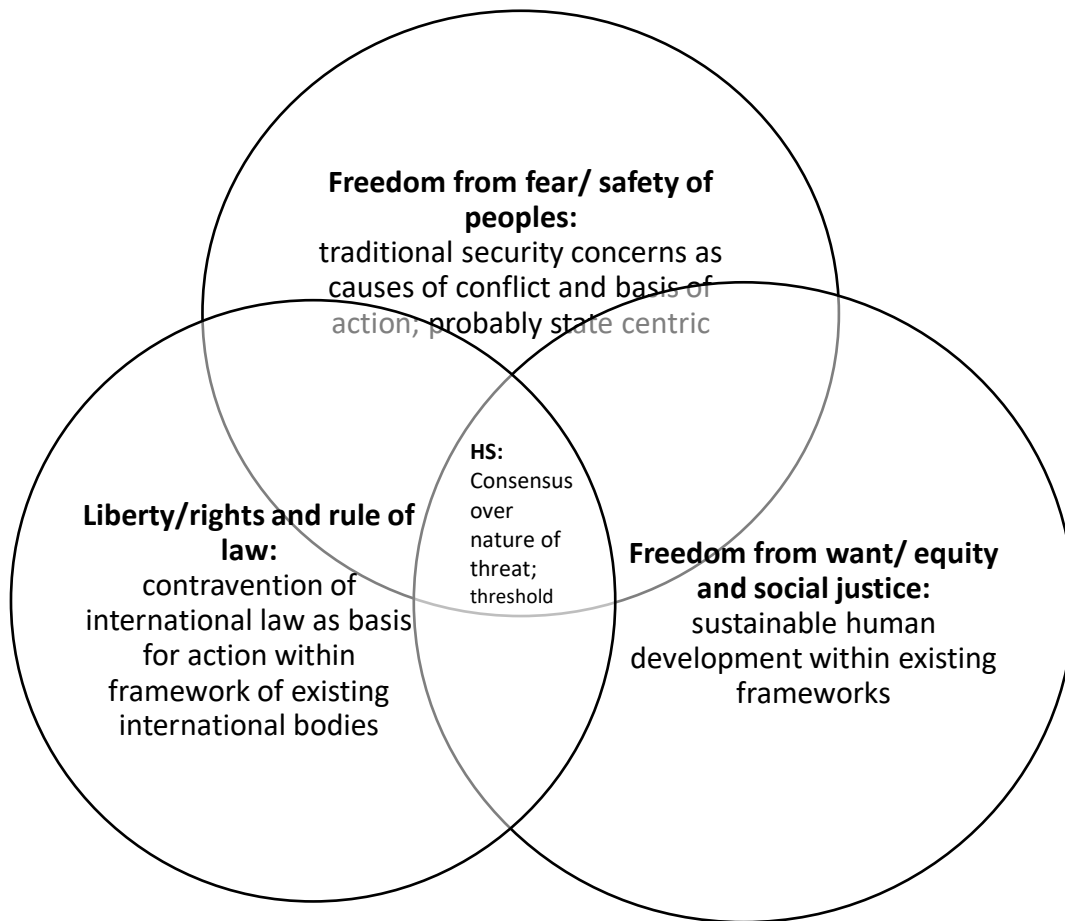 Freedom from fear/ safety of
peoples:
traditional security concerns as
causes of conflict and basis of
action; probably state centric
HS:
Consensus
over
nature of
threat;
threshold
Liberty/rights and rule of
law:
contravention of
international law as basis
for action within
framework of existing
international bodies
Freedom from want/ equity
and social justice:
sustainable human
development within existing
frameworks